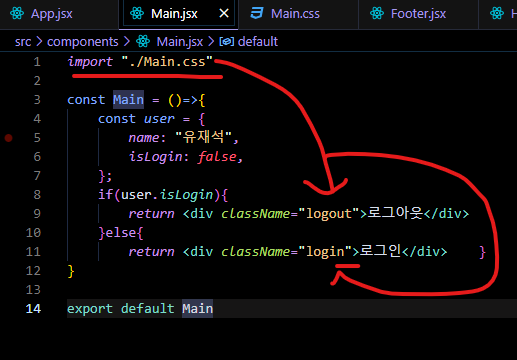 App.jsx Main.jsx Main.css Footer.jsx H
src > components > Main.jsx > default
1 import "./Main.css"
2
3 const Main = ()=>{
4 const user = {
5 name: "유재석",
6 isLogin: false,
7 };
8 if(user.isLogin){
9 return <div className="logout">로그아웃</div>
10 }else{
11 return <div className="login">로그인</div> }
12 }
13
14 export default Main